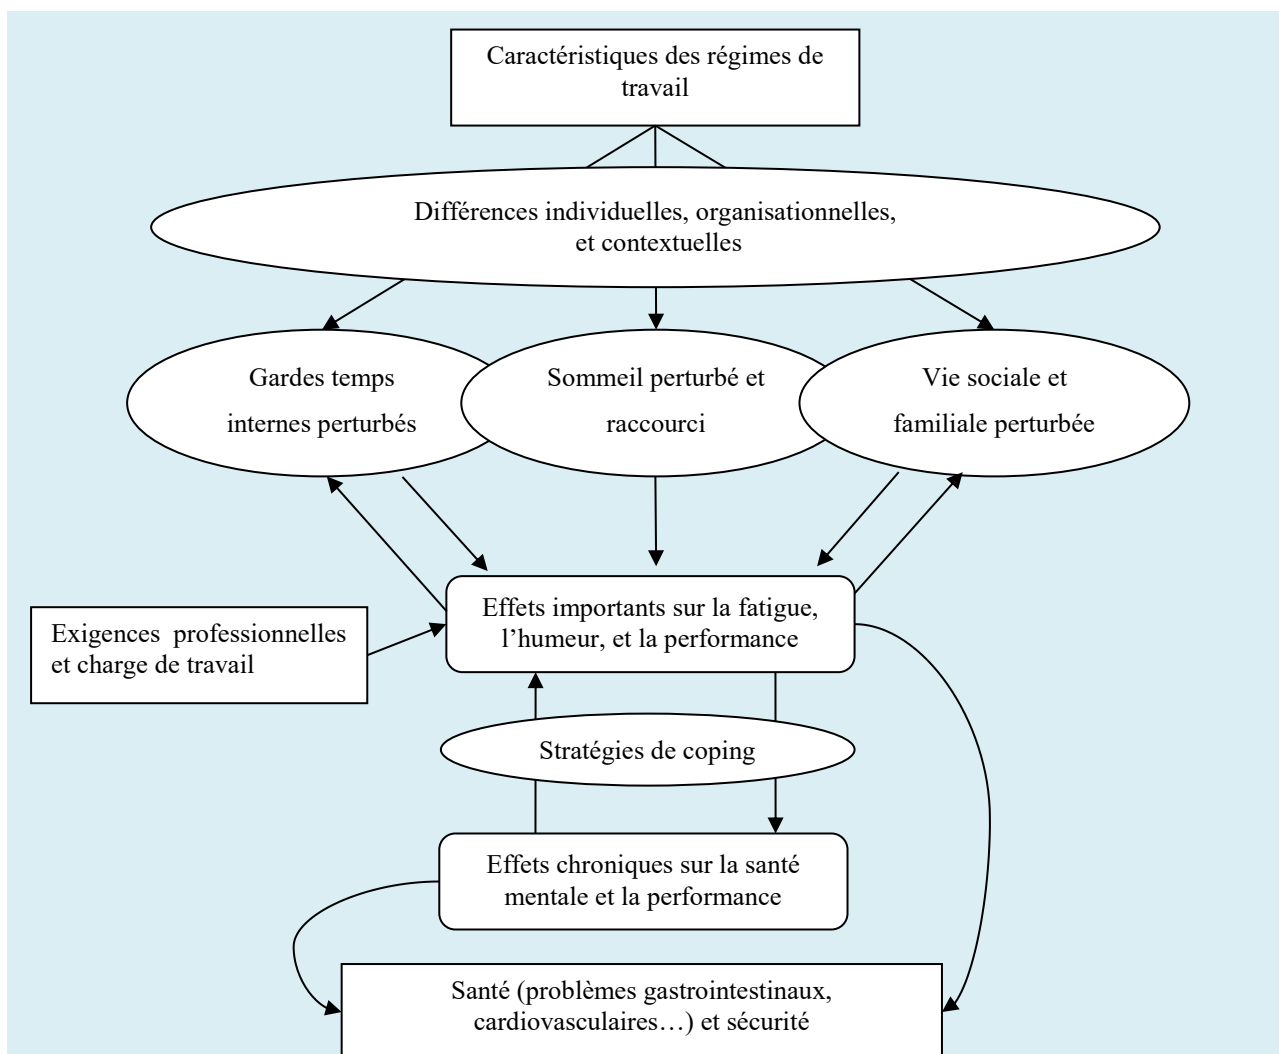 Caractéristiques des régimes de
travail
Différences individuelles, organisationnelles,
et contextuelles
Gardes temps
internes perturbés
Sommeil perturbé et
raccourci
Vie sociale et
familiale perturbée
Effets importants sur la fatigue,
l’humeur, et la performance
Exigences  professionnelles
et charge de travail
Stratégies de coping
Effets chroniques sur la santé
mentale et la performance
Santé (problèmes gastrointestinaux,
cardiovasculaires…) et sécurité